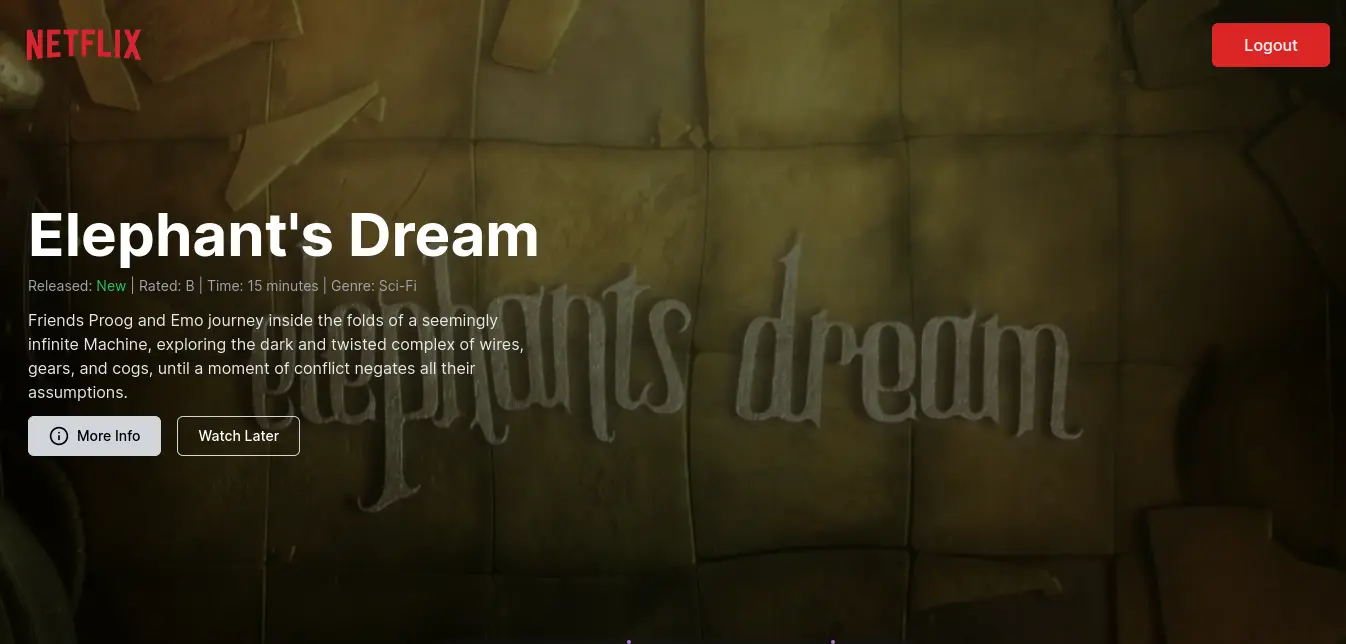 NETFLIX
Logout
Elephant's Dream
Released: New | Rated: B | Time: 15 minutes | Genre: Sci-Fi
Friends Proog and Emo journey inside the folds of a seemingly
infinite Machine, exploring the dark and twisted complex of wires,
gears, and cogs, until a moment of conflict negates all their
assumptions.
elephants dream
More Info
Watch Later